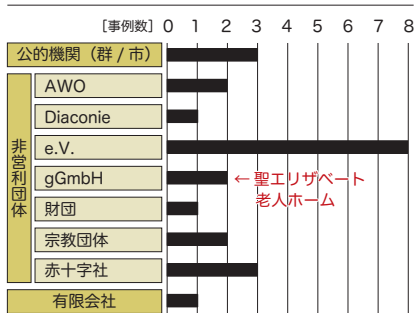 [事例数] 0 1 2 3 4 5 6 7 8
公的機関（群 / 市）
非営利団体
AWO
Diaconie
e.V.
gGmbH
←聖エリザベート
老人ホーム
財団
宗教団体
赤十字社
有限会社